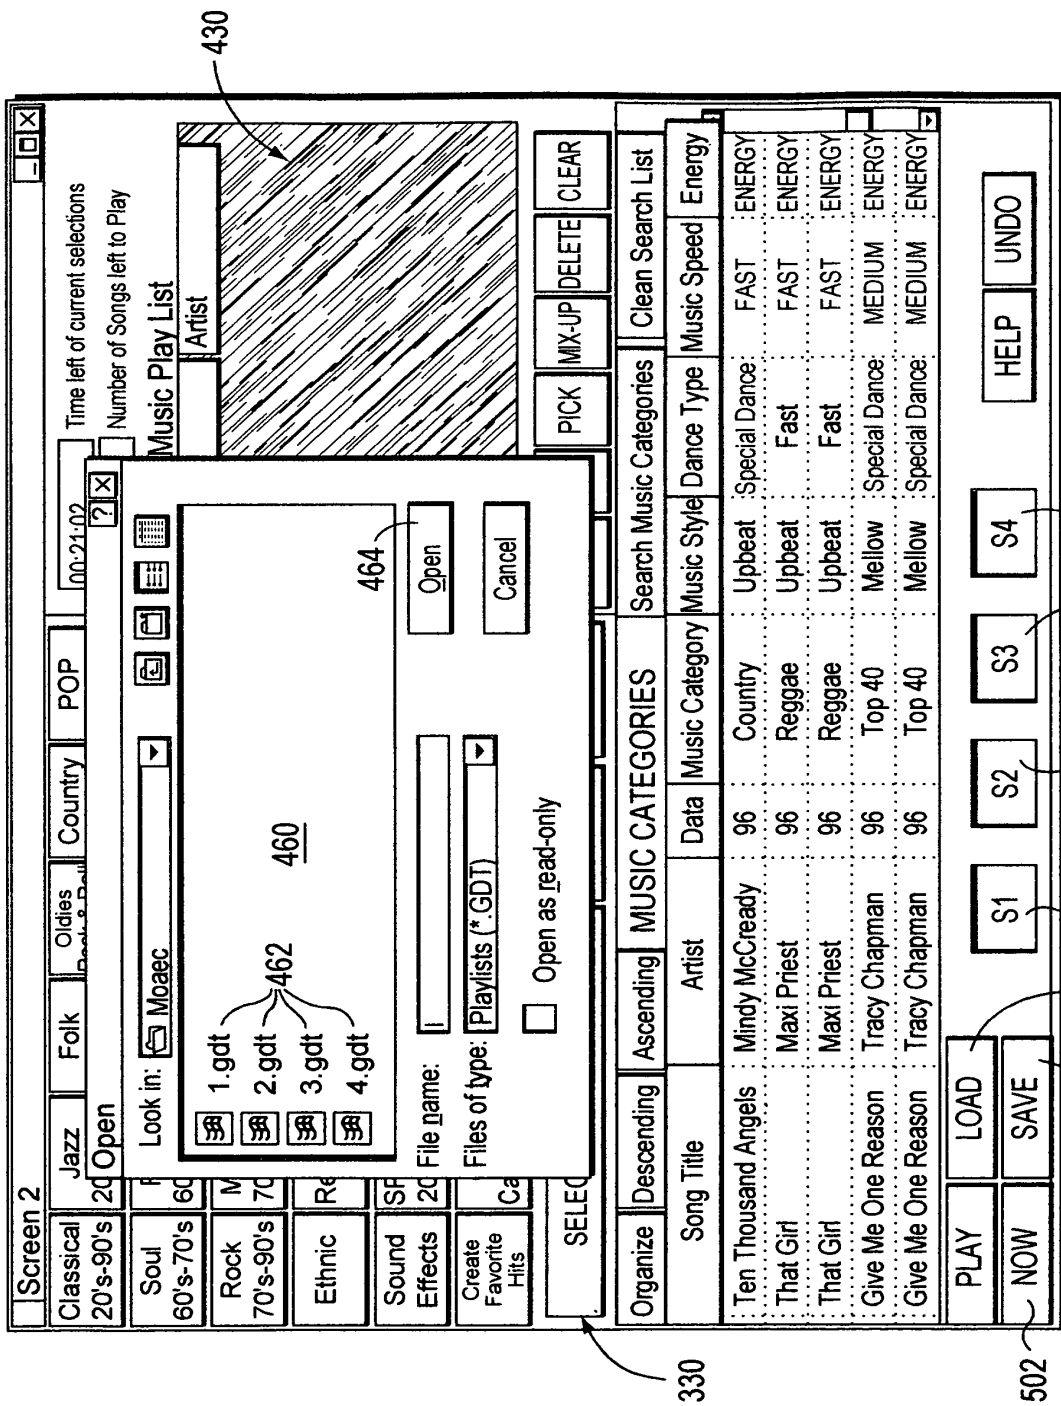 Screen 2
Classical
20's-90's
Jazz
20
Folk
Oldies
Country
POP
00:21:02
Time left of current selections
Number of Songs left to Play
Music Play List
Artist
430
Soul
60's-70's
60
Rock
70's-90's
M
70
Ethnic
Re
Sound
Effects
SP
20
Create
Favorite
Hits
Ca
SELEC
330
Open
Look in: Moaec
1.gdt
2.gdt
3.gdt
4.gdt
462
460
464
File name:
Files of type: Playlists (*.GDT)
Open as read-only
Open
Cancel
PICK MIX-UP DELETE CLEAR
Organize Descending Ascending MUSIC CATEGORIES Search Music Categories Clean Search List
Song Title Artist Data Music Category Music Style Dance Type Music Speed Energy
Ten Thousand Angels Mindy McCready 96 Country Upbeat Special Dance FAST ENERGY
That Girl Maxi Priest 96 Reggae Upbeat Fast FAST ENERGY
That Girl Maxi Priest 96 Reggae Upbeat Fast FAST ENERGY
Give Me One Reason Tracy Chapman 96 Top 40 Mellow Special Dance MEDIUM ENERGY
Give Me One Reason Tracy Chapman 96 Top 40 Mellow Special Dance MEDIUM ENERGY
PLAY LOAD
NOW SAVE
S1 S2 S3 S4 HELP UNDO
502